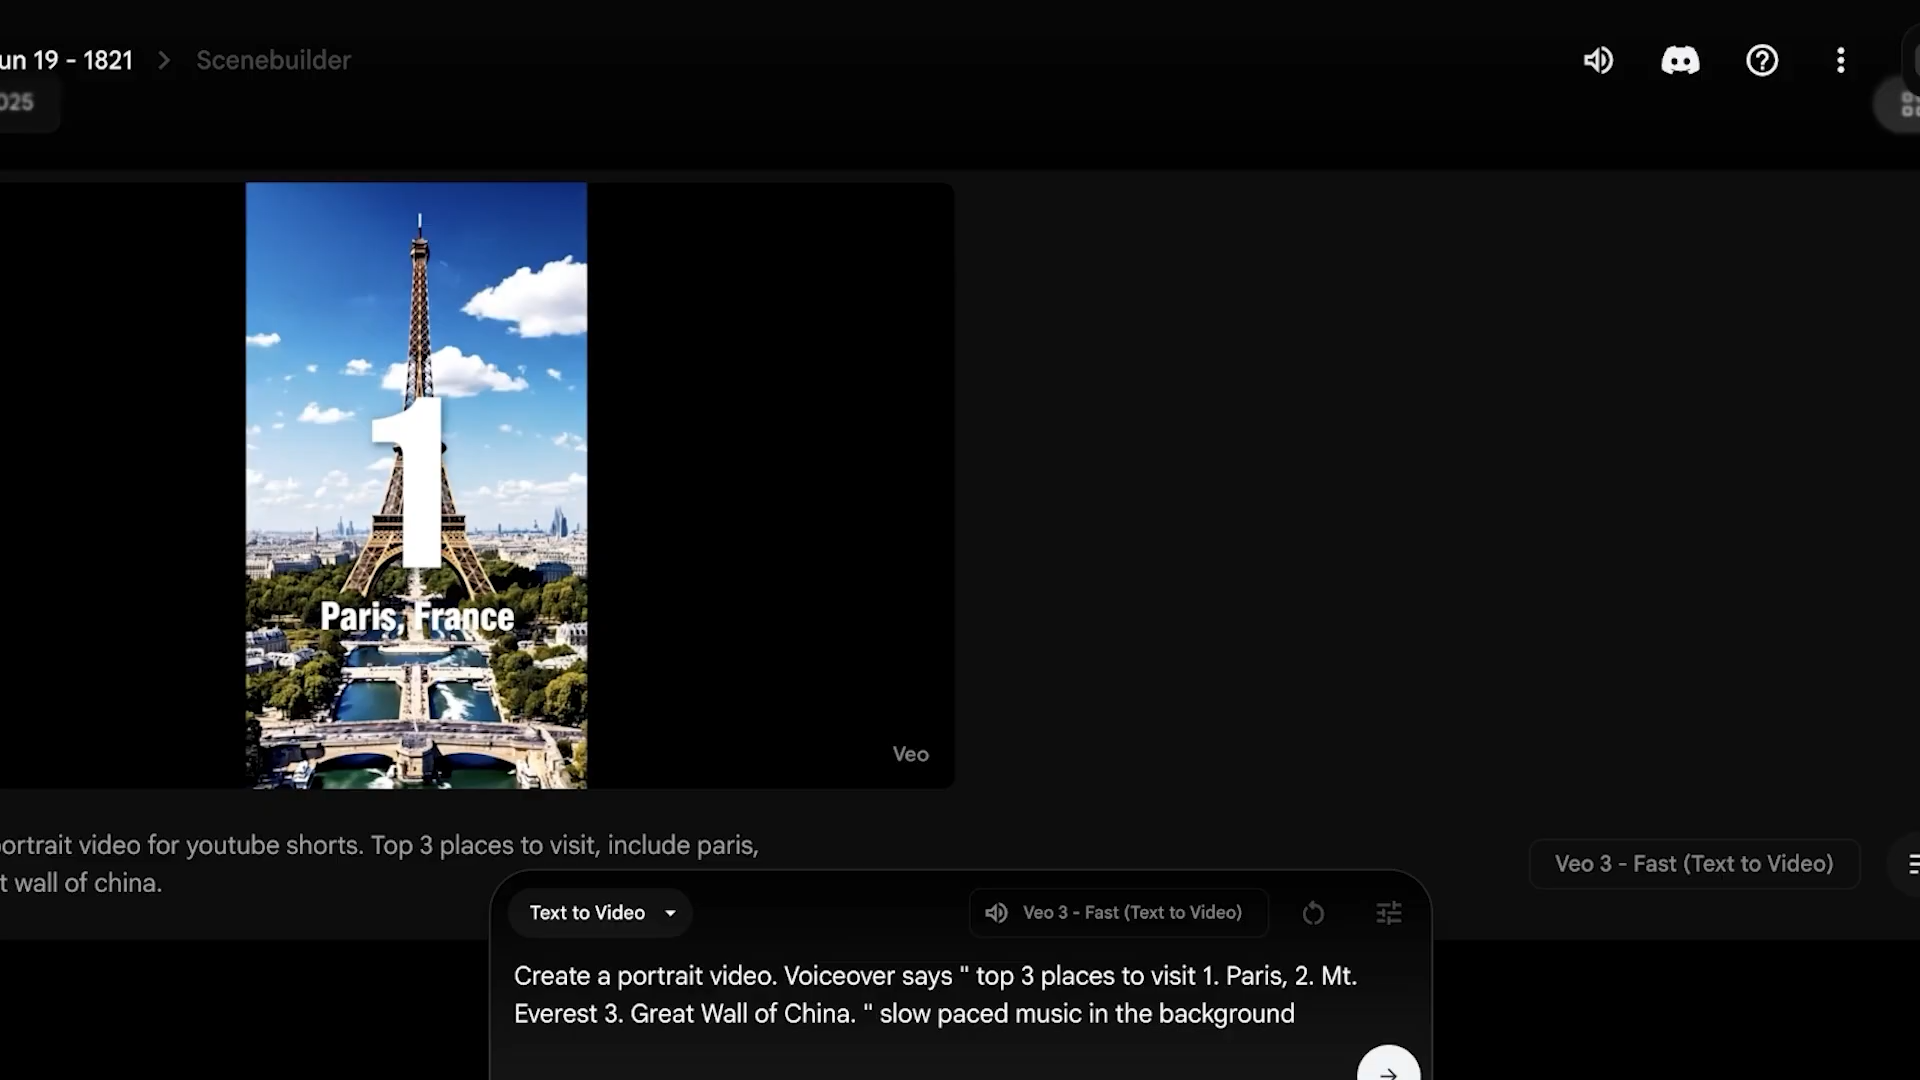 un 19 - 1821 > Scenebuilder
025
1
Paris, France
Veo
ortrait video for youtube shorts. Top 3 places to visit, include paris,
t wall of china.
Veo 3 - Fast (Text to Video)
Text to Video
Veo 3 - Fast (Text to Video)
Create a portrait video. Voiceover says " top 3 places to visit 1. Paris, 2. Mt.
Everest 3. Great Wall of China. " slow paced music in the background